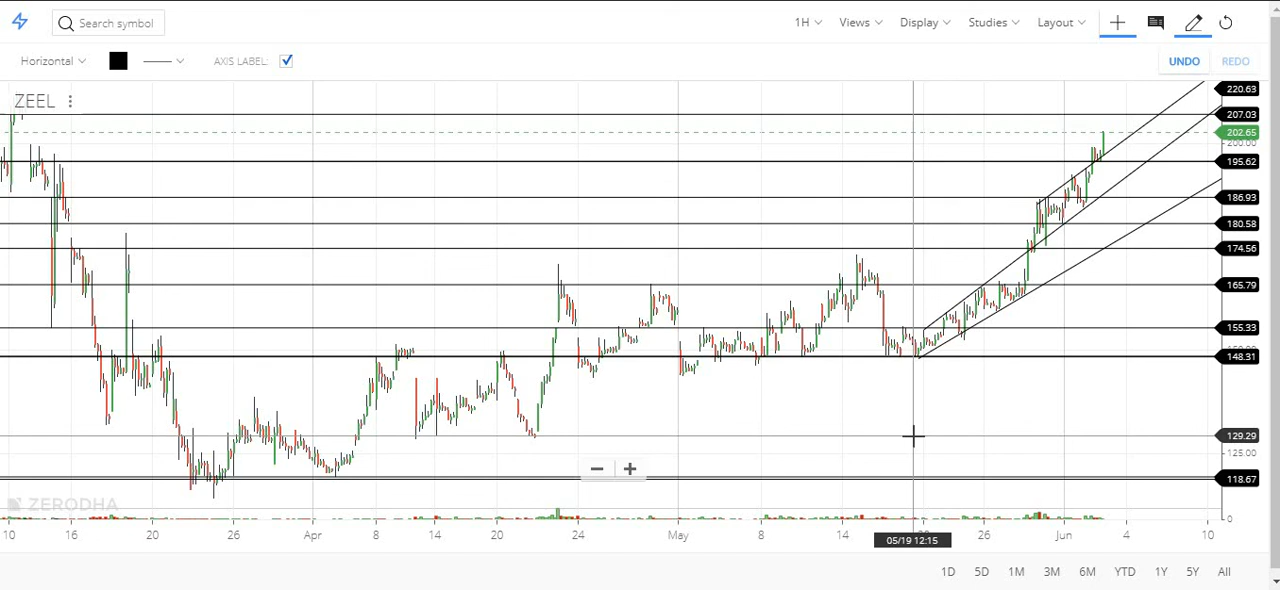 Search symbol
1H Views Display Studies Layout
Horizontal AXIS LABEL: UNDO REDO
ZEEL
220.63
207.03
202.65
200.00
195.62
186.93
180.58
174.56
165.79
155.33
148.31
129.29
125.00
118.67
ZERODHA
0
10 16 20 26 Apr 8 14 20 24 May 8 14 26 Jun 4 10
05/19 12:15
1D 5D 1M 3M 6M YTD 1Y 5Y All